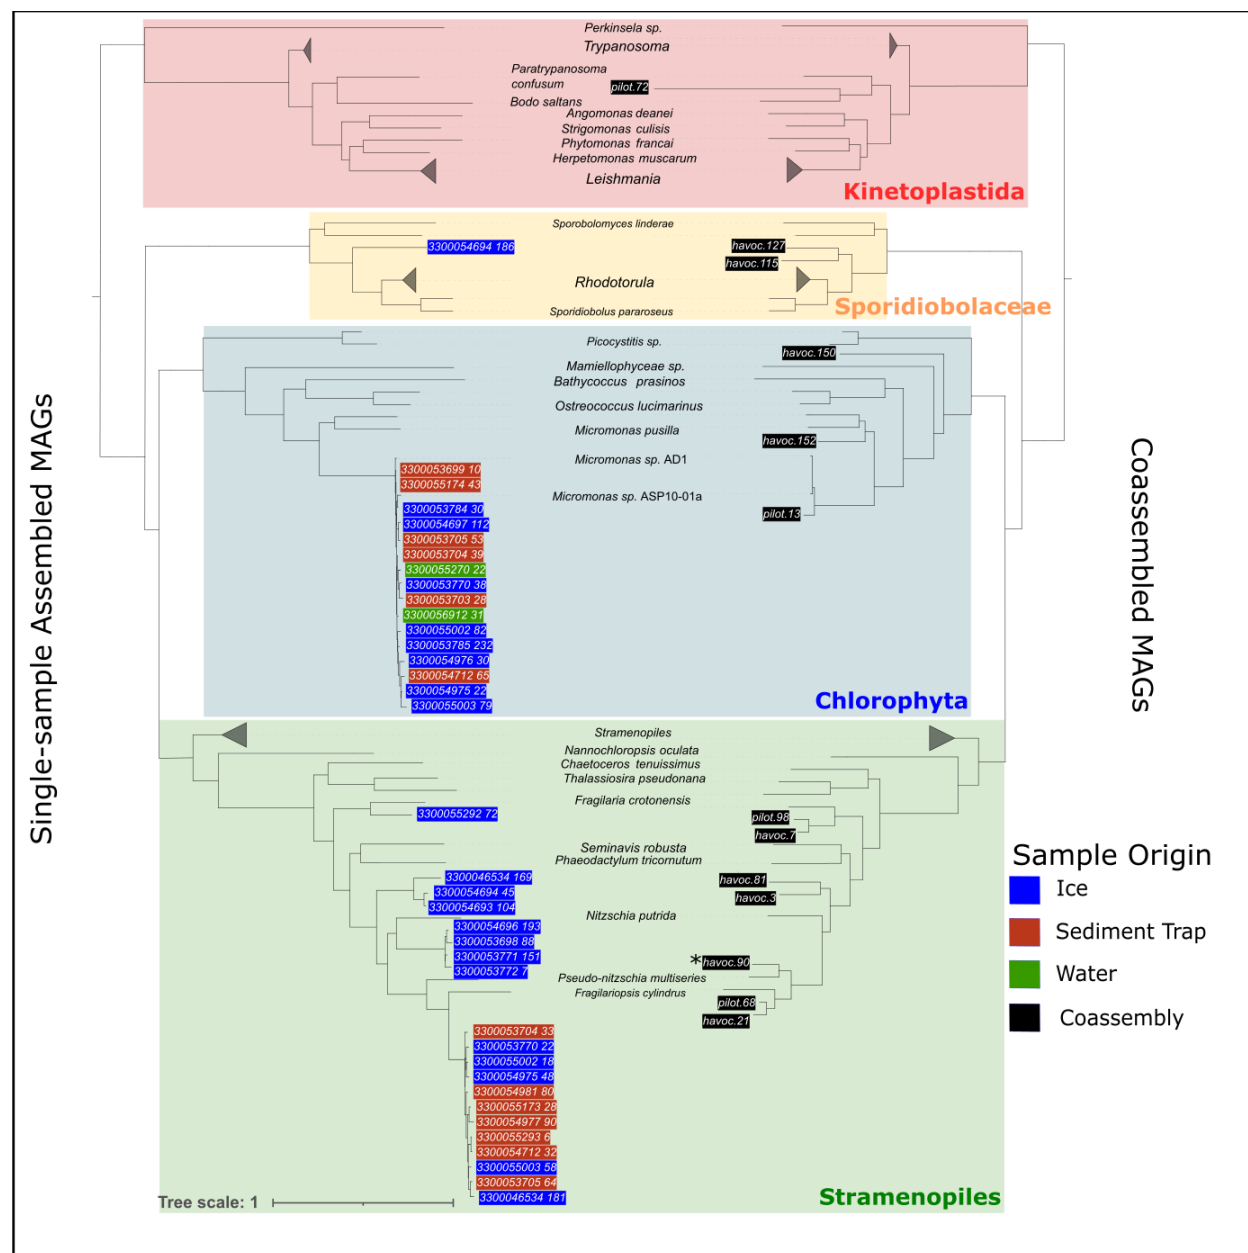 Single-sample Assembled MAGs
Coassembled MAGs
Perkinsela sp.
Trypanosoma
Paratrypanosoma
confusum
pilot.72
Bodo saltans
Angomonas deanei
Strigomonas culisis
Phytomonas francai
Herpetomonas muscarum
Leishmania
Kinetoplastida
Sporobolomyces linderae
3300054694 186
havoc.127
havoc.115
Rhodotorula
Sporidiobolus pararoseus
Sporidiobolaceae
Picocystitis sp.
havoc.150
Mamiellophyceae sp.
Bathycoccus prasinos
Ostreococcus lucimarinus
Micromonas pusilla
havoc.152
Micromonas sp. AD1
3300053699 10
3300055174 43
Micromonas sp. ASP10-01a
3300053784 30
pilot.13
3300054697 112
3300053705 53
3300053704 39
3300055270 22
3300053770 38
3300053703 28
3300056912 31
3300055002 82
3300053785 232
3300054976 30
3300054712 65
3300054975 22
3300055003 79
Chlorophyta
Stramenopiles
Nannochloropsis oculata
Chaetoceros tenuissimus
Thalassiosira pseudonana
Fragilaria crotonensis
3300055292 72
pilot.98
havoc.7
Seminavis robusta
Phaeodactylum tricornutum
3300046534 169
3300054694 45
3300054693 104
havoc.81
havoc.3
Nitzschia putrida
3300054696 193
3300053698 88
3300053771 151
3300053772 7
*havoc.90
Pseudo-nitzschia multiseries
Fragilariopsis cylindrus
pilot.68
havoc.21
3300053704 33
3300053770 22
3300055002 18
3300054975 48
3300054981 80
3300055173 28
3300054977 90
3300055293 6
3300054712 32
3300055003 58
3300053705 64
3300046534 181
Tree scale: 1
Stramenopiles
Sample Origin
Ice
Sediment Trap
Water
Coassembly